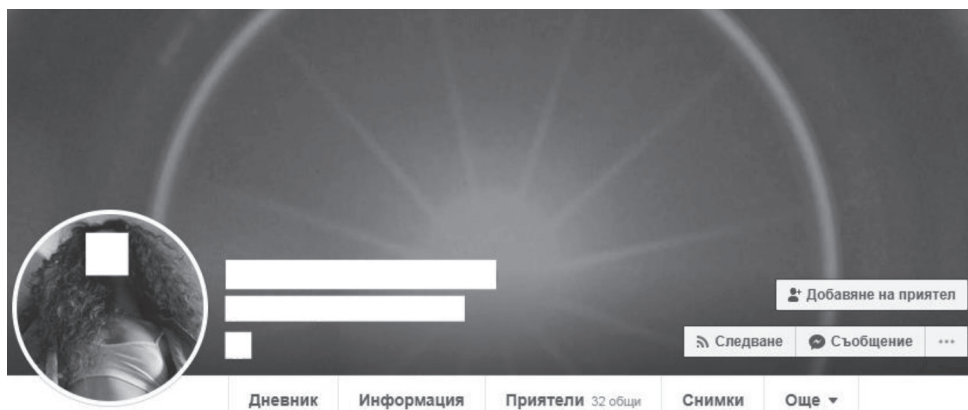 Добавяне на приятел
Следване Съобщение
Дневник Информация Приятели 32 общи Снимки Още